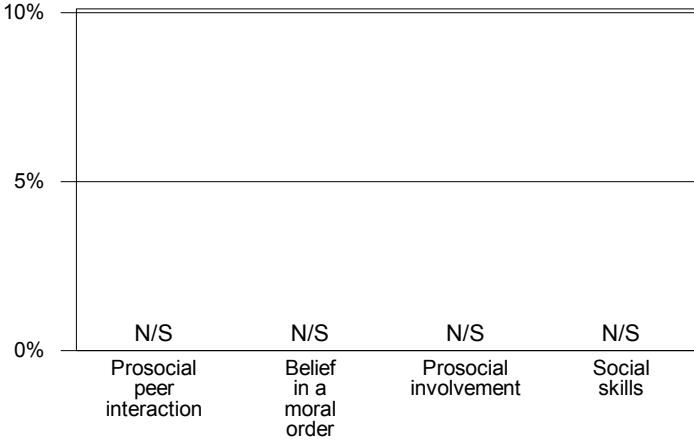 10%
5%
0%
N/S N/S N/S N/S
Prosocial
peer
interaction
Belief
in a
moral
order
Prosocial
involvement
Social
skills